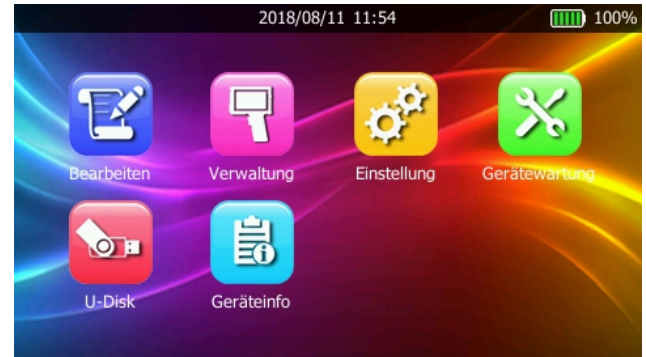 2018/08/11 11:54 100%
Bearbeiten Verwaltung Einstellung Gerätewartung
U-Disk Geräteinfo